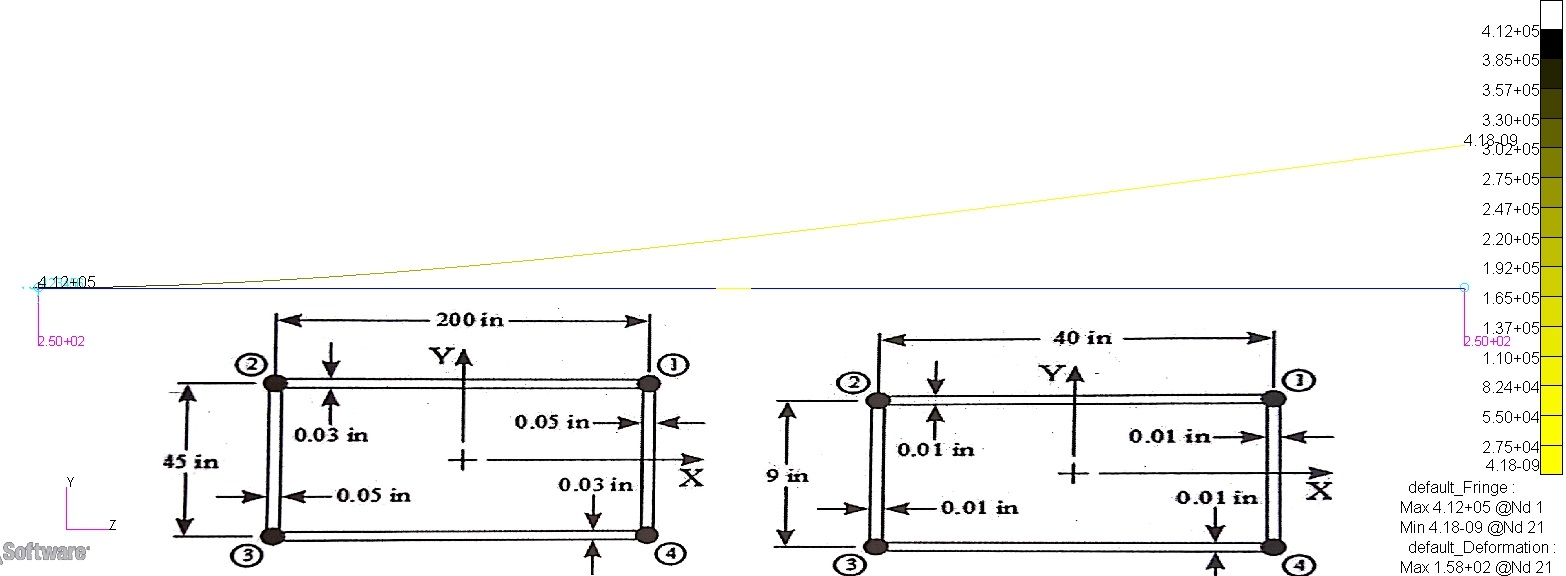 4.12+05
3.85+05
3.57+05
3.30+05
4.18-09
3.02+05
2.75+05
2.47+05
2.20+05
1.92+05
1.65+05
1.37+05
1.10+05
8.24+04
5.50+04
2.75+04
4.18-09
default_Fringe :
Max 4.12+05 @Nd 1
Min 4.18-09 @Nd 21
default_Deformation :
Max 1.58+02 @Nd 21
4.12+05
2.50+02
2.50+02
200 in
2
Y
1
0.03 in
0.05 in
45 in
X
0.05 in
0.03 in
3
4
40 in
2
Y
1
0.01 in
0.01 in
9 in
X
0.01 in
0.01 in
3
4
Y
Z
Software